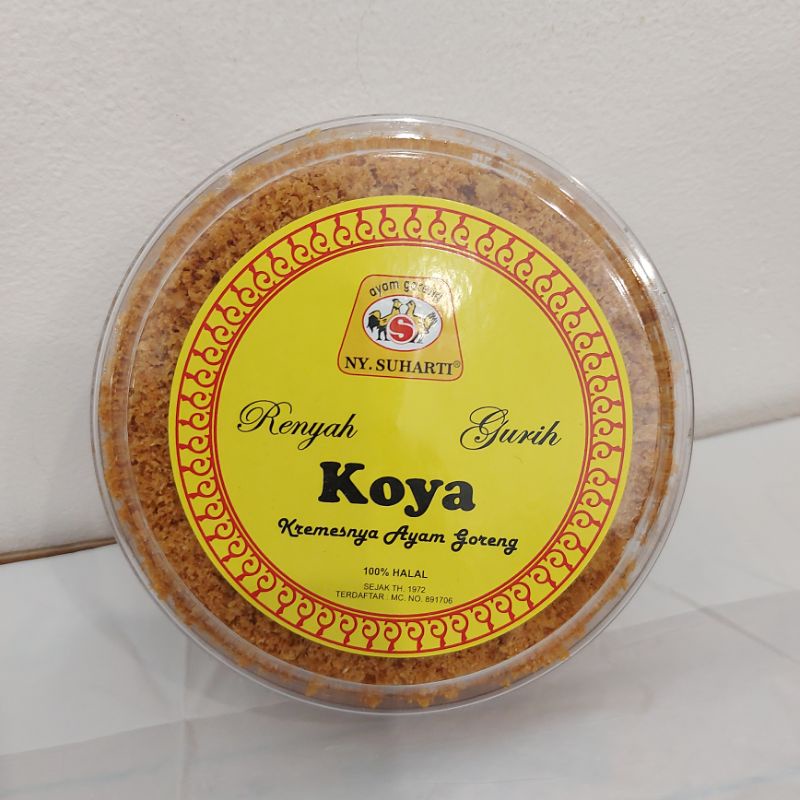 ayam goreng
S
NY. SUHARTI®
Renyah Gurih
Koya
Kremesnya Ayam Goreng
100% HALAL
SEJAK TH. 1972
TERDAFTAR : MC. NO. 891706